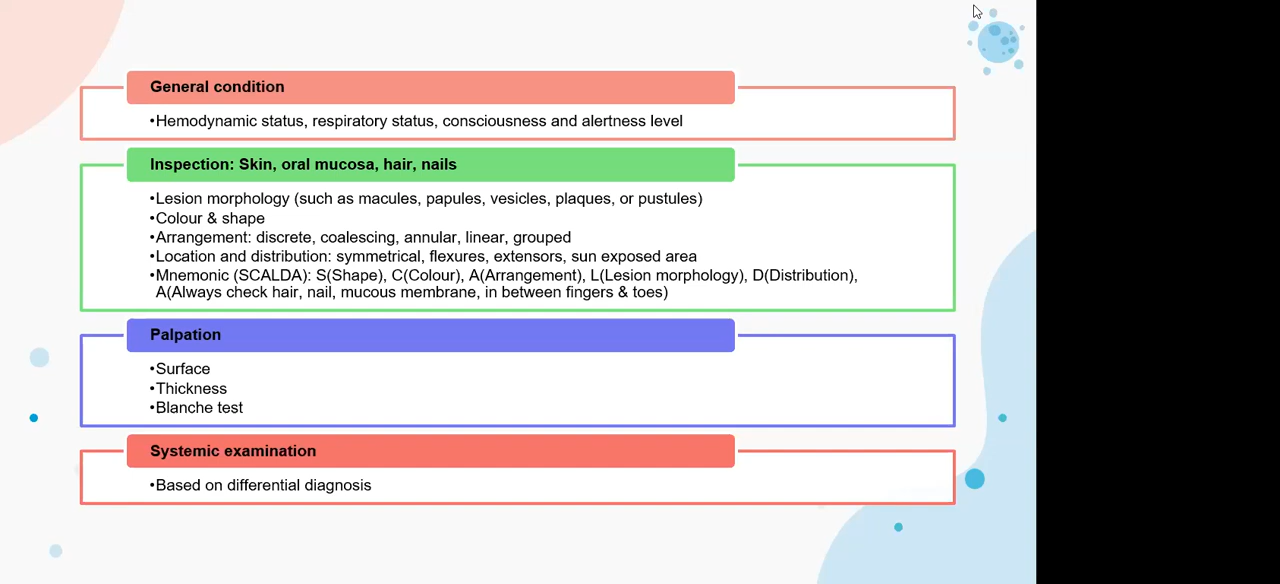 General condition
•Hemodynamic status, respiratory status, consciousness and alertness level
Inspection: Skin, oral mucosa, hair, nails
•Lesion morphology (such as macules, papules, vesicles, plaques, or pustules)
•Colour & shape
•Arrangement: discrete, coalescing, annular, linear, grouped
•Location and distribution: symmetrical, flexures, extensors, sun exposed area
•Mnemonic (SCALDA): S(Shape), C(Colour), A(Arrangement), L(Lesion morphology), D(Distribution),
A(Always check hair, nail, mucous membrane, in between fingers & toes)
Palpation
•Surface
•Thickness
•Blanche test
Systemic examination
•Based on differential diagnosis